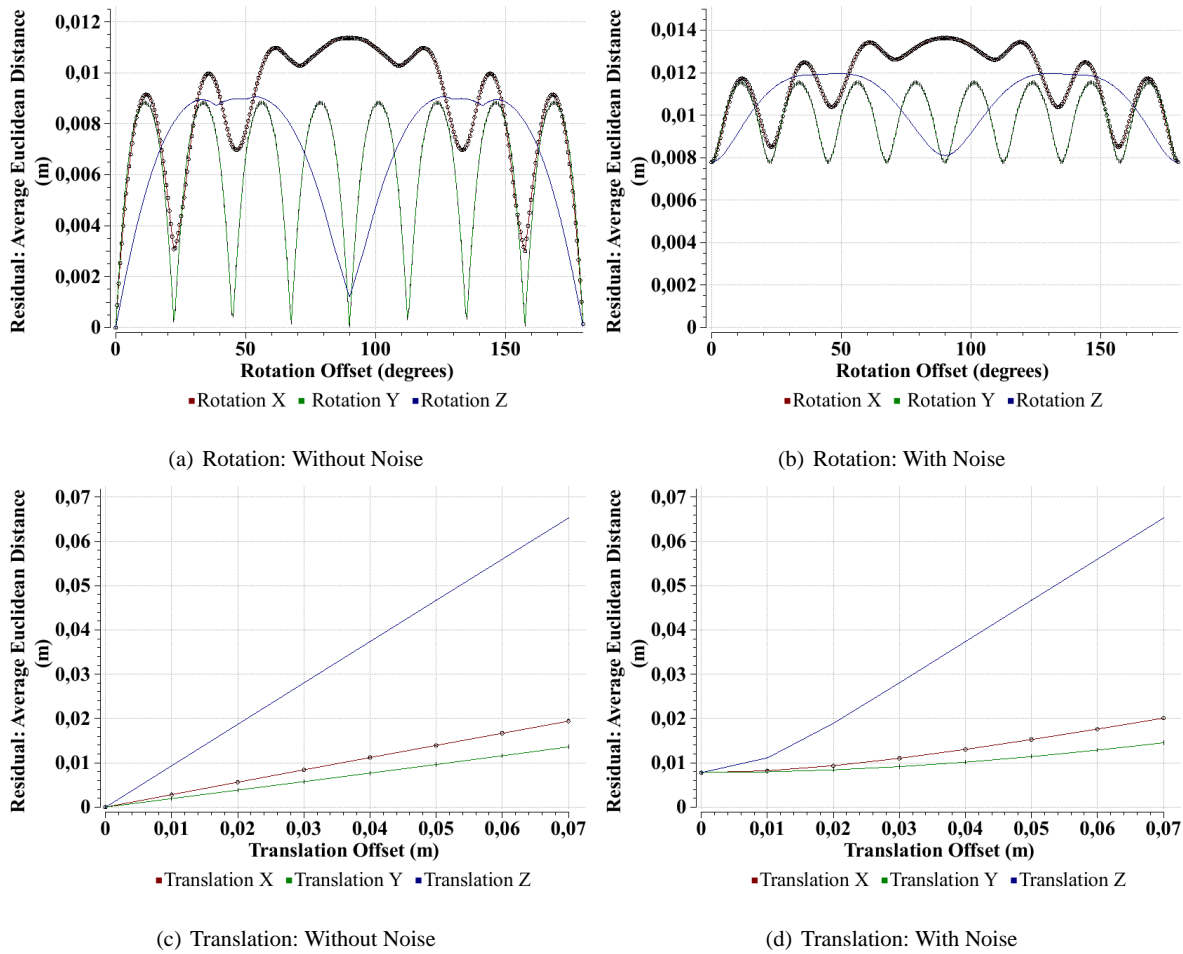 0,012
0,01
0,008
0,006
0,004
0,002
0
Residual: Average Euclidean Distance
(m)
0 50 100 150
Rotation Offset (degrees)
Rotation X Rotation Y Rotation Z
(a) Rotation: Without Noise
0,014
0,012
0,01
0,008
0,006
0,004
0,002
0
Residual: Average Euclidean Distance
(m)
0 50 100 150
Rotation Offset (degrees)
Rotation X Rotation Y Rotation Z
(b) Rotation: With Noise
0,07
0,06
0,05
0,04
0,03
0,02
0,01
0
Residual: Average Euclidean Distance
(m)
0 0,01 0,02 0,03 0,04 0,05 0,06 0,07
Translation Offset (m)
Translation X Translation Y Translation Z
(c) Translation: Without Noise
0,07
0,06
0,05
0,04
0,03
0,02
0,01
0
Residual: Average Euclidean Distance
(m)
0 0,01 0,02 0,03 0,04 0,05 0,06 0,07
Translation Offset (m)
Translation X Translation Y Translation Z
(d) Translation: With Noise